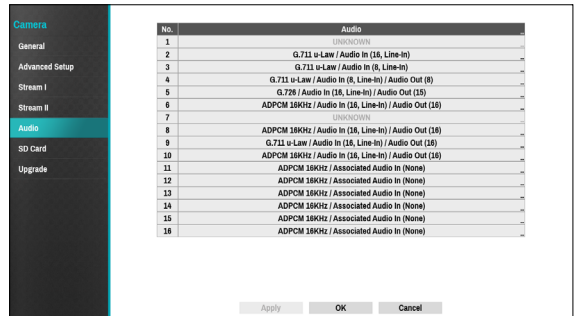 Camera
General
Advanced Setup
Stream I
Stream II
Audio
SD Card
Upgrade
No. Audio ...
1 UNKNOWN ...
2 G.711 u-Law / Audio In (16, Line-In) ...
3 G.711 u-Law / Audio In (8, Line-In) ...
4 G.711 u-Law / Audio In (8, Line-In) / Audio Out (8) ...
5 G.726 / Audio In (16, Line-In) / Audio Out (15) ...
6 ADPCM 16KHz / Audio In (16, Line-In) / Audio Out (16) ...
7 UNKNOWN ...
8 ADPCM 16KHz / Audio In (16, Line-In) / Audio Out (16) ...
9 G.711 u-Law / Audio In (16, Line-In) / Audio Out (16) ...
10 ADPCM 16KHz / Audio In (16, Line-In) / Audio Out (16) ...
11 ADPCM 16KHz / Associated Audio In (None) ...
12 ADPCM 16KHz / Associated Audio In (None) ...
13 ADPCM 16KHz / Associated Audio In (None) ...
14 ADPCM 16KHz / Associated Audio In (None) ...
15 ADPCM 16KHz / Associated Audio In (None) ...
16 ADPCM 16KHz / Associated Audio In (None) ...
Apply OK Cancel